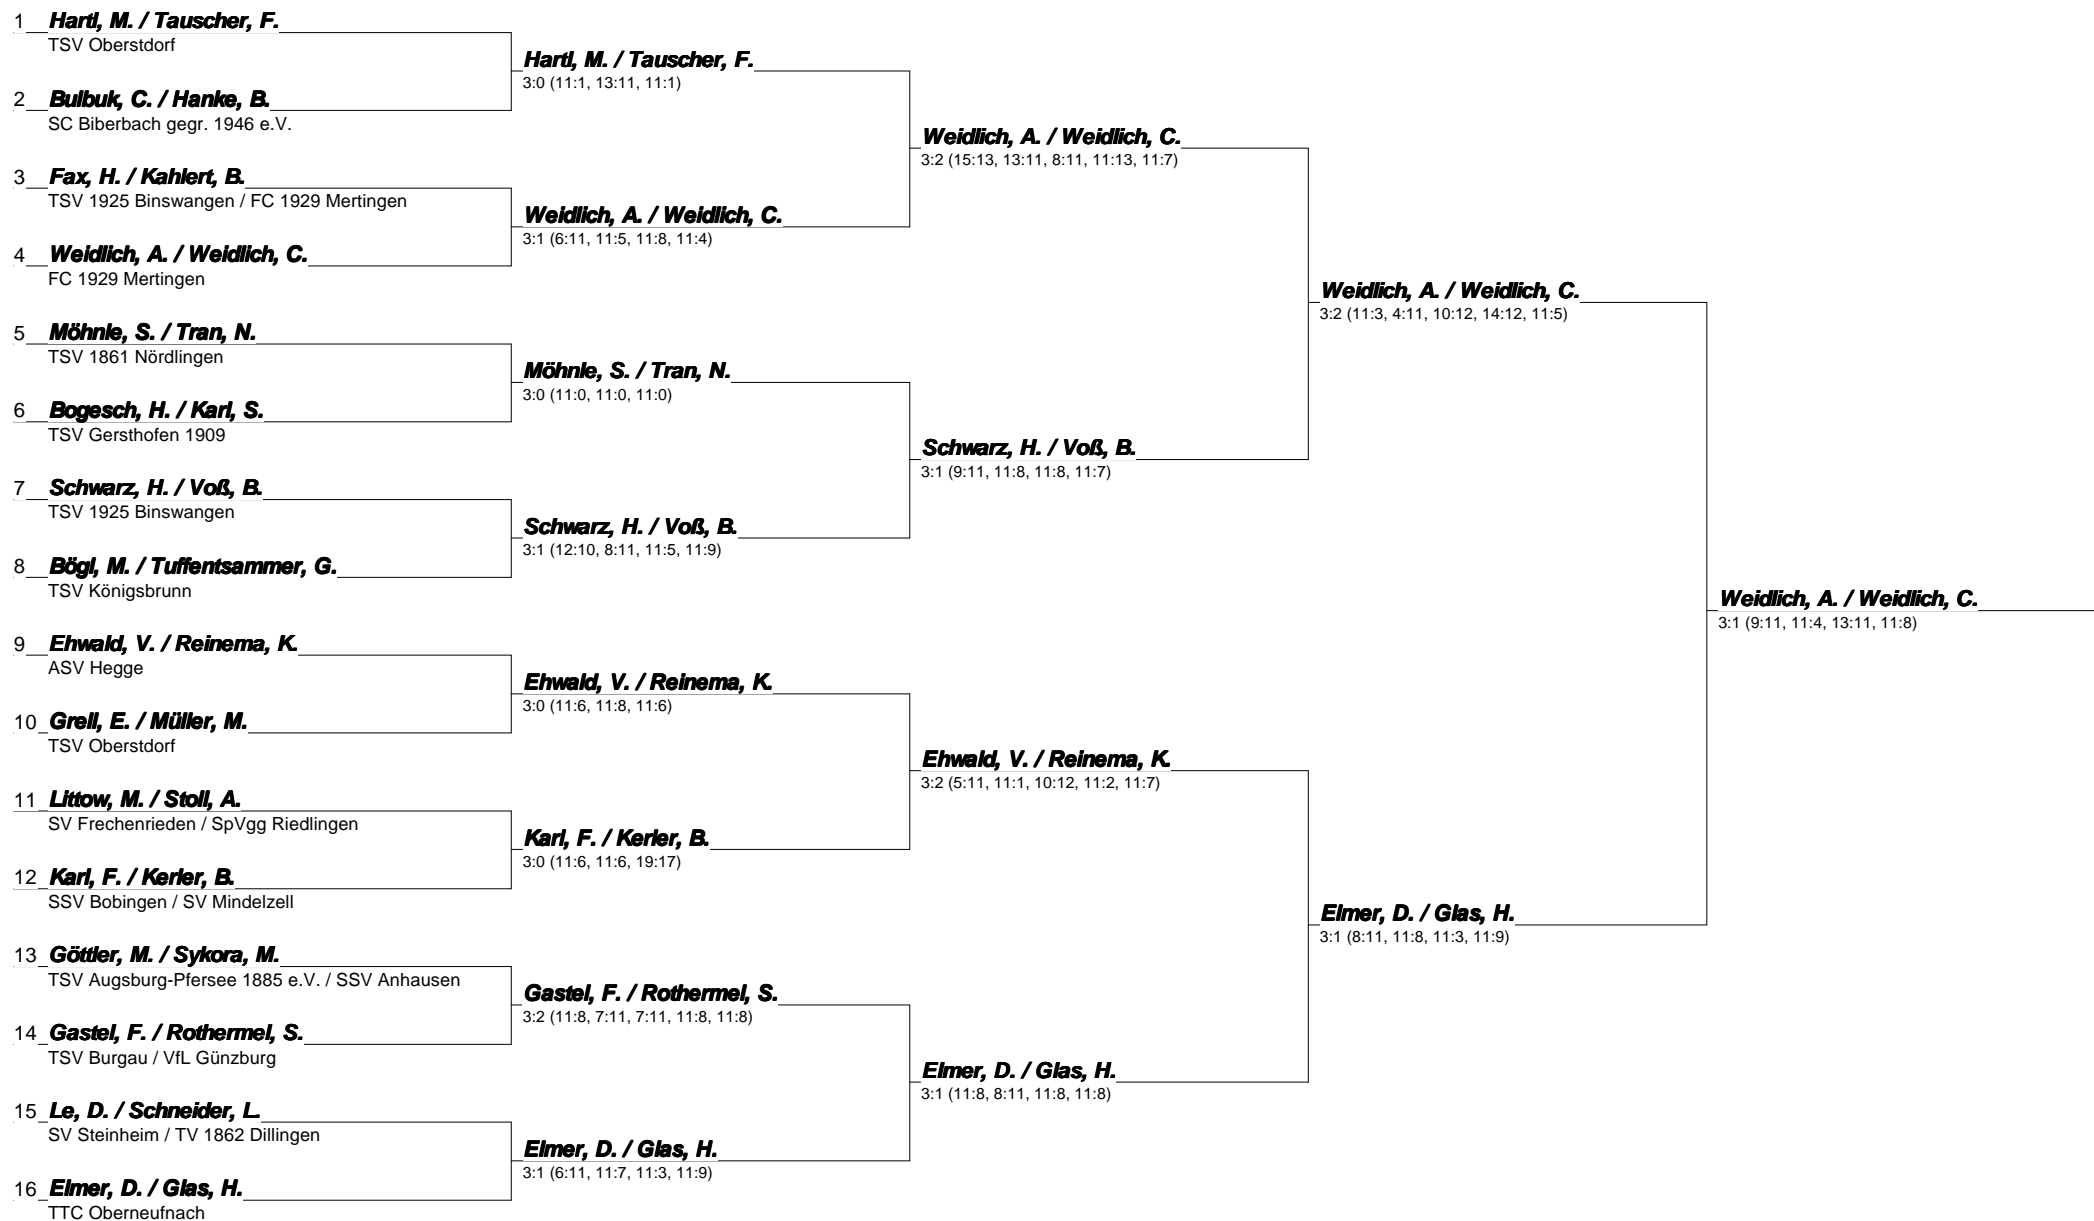 1 Hartl, M. / Tauscher, F.
TSV Oberstdorf
2 Bulbuk, C. / Hanke, B.
SC Biberbach gegr. 1946 e.V.
3 Fax, H. / Kahlert, B.
TSV 1925 Binswangen / FC 1929 Mertingen
4 Weidlich, A. / Weidlich, C.
FC 1929 Mertingen
5 Möhnle, S. / Tran, N.
TSV 1861 Nördlingen
6 Bogesch, H. / Karl, S.
TSV Gersthofen 1909
7 Schwarz, H. / Voß, B.
TSV 1925 Binswangen
8 Bögl, M. / Tuffentsammer, G.
TSV Königsbrunn
9 Ehwald, V. / Reinema, K.
ASV Hegge
10 Grell, E. / Müller, M.
TSV Oberstdorf
11 Littow, M. / Stoll, A.
SV Frechenrieden / SpVgg Riedlingen
12 Karl, F. / Kerler, B.
SSV Bobingen / SV Mindelzell
13 Göttler, M. / Sykora, M.
TSV Augsburg-Pfersee 1885 e.V. / SSV Anhausen
14 Gastel, F. / Rothermel, S.
TSV Burgau / VfL Günzburg
15 Le, D. / Schneider, L.
SV Steinheim / TV 1862 Dillingen
16 Elmer, D. / Glas, H.
TTC Oberneufnach
Hartl, M. / Tauscher, F.
3:0 (11:1, 13:11, 11:1)
Weidlich, A. / Weidlich, C.
3:1 (6:11, 11:5, 11:8, 11:4)
Möhnle, S. / Tran, N.
3:0 (11:0, 11:0, 11:0)
Schwarz, H. / Voß, B.
3:1 (12:10, 8:11, 11:5, 11:9)
Ehwald, V. / Reinema, K.
3:0 (11:6, 11:8, 11:6)
Karl, F. / Kerler, B.
3:0 (11:6, 11:6, 19:17)
Gastel, F. / Rothermel, S.
3:2 (11:8, 7:11, 7:11, 11:8, 11:8)
Elmer, D. / Glas, H.
3:1 (6:11, 11:7, 11:3, 11:9)
Weidlich, A. / Weidlich, C.
3:2 (15:13, 13:11, 8:11, 11:13, 11:7)
Schwarz, H. / Voß, B.
3:1 (9:11, 11:8, 11:8, 11:7)
Ehwald, V. / Reinema, K.
3:2 (5:11, 11:1, 10:12, 11:2, 11:7)
Elmer, D. / Glas, H.
3:1 (11:8, 8:11, 11:8, 11:8)
Weidlich, A. / Weidlich, C.
3:2 (11:3, 4:11, 10:12, 14:12, 11:5)
Elmer, D. / Glas, H.
3:1 (8:11, 11:8, 11:3, 11:9)
Weidlich, A. / Weidlich, C.
3:1 (9:11, 11:4, 13:11, 11:8)